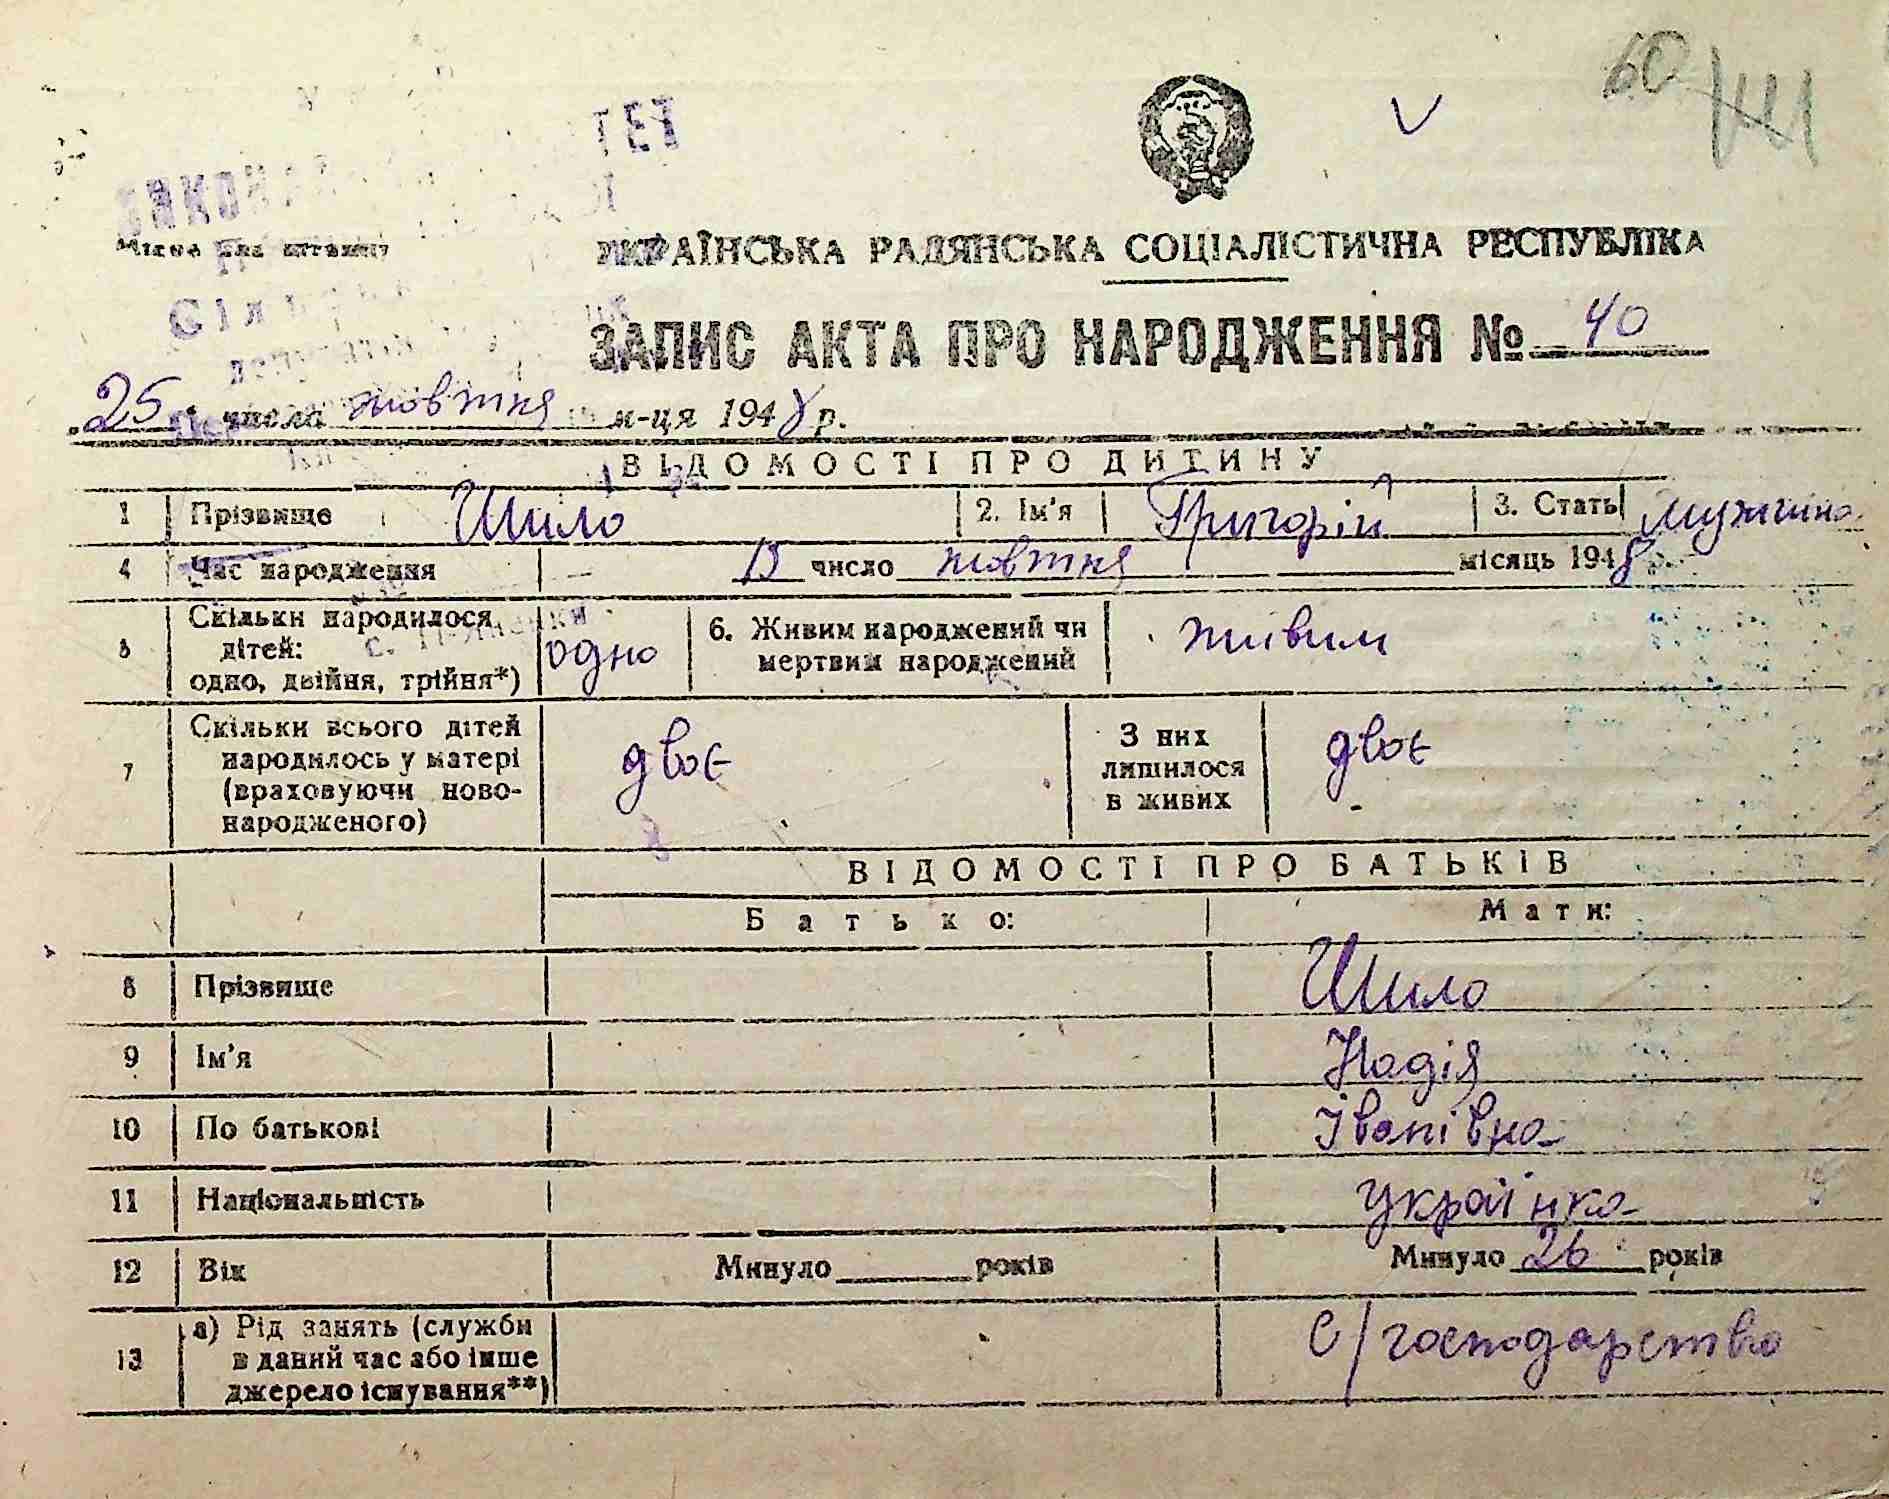 60
ТЕТ
Місце для штампу
УКРАЇНСЬКА РАДЯНСЬКА СОЦІАЛІСТИЧНА РЕСПУБЛІКА
ЗАПИС АКТА ПРО НАРОДЖЕННЯ № 40
„25“ числа жовтня м-ця 1948 р.
ВІДОМОСТІ ПРО ДИТИНУ
1 Прізвище Шило 2. Ім'я Григорій 3. Стать мужчина
4 Час народження — 13 число жовтня місяць 1948 р.
5 Скільки народилося дітей: одно, двійня, трійня*) одно 6. Живим народжений чи мертвим народжений живим
7 Скільки всього дітей народилось у матері (враховуючи ново-народженого) двоє З них лишилося в живих двоє
ВІДОМОСТІ ПРО БАТЬКІВ
Батько: Мати:
8 Прізвище Шило
9 Ім'я Надія
10 По батькові Іванівна
11 Національність українка
12 Вік Минуло років Минуло 26 років
13 а) Рід занять (служби в даний час або інше джерело існування**) С/господарство